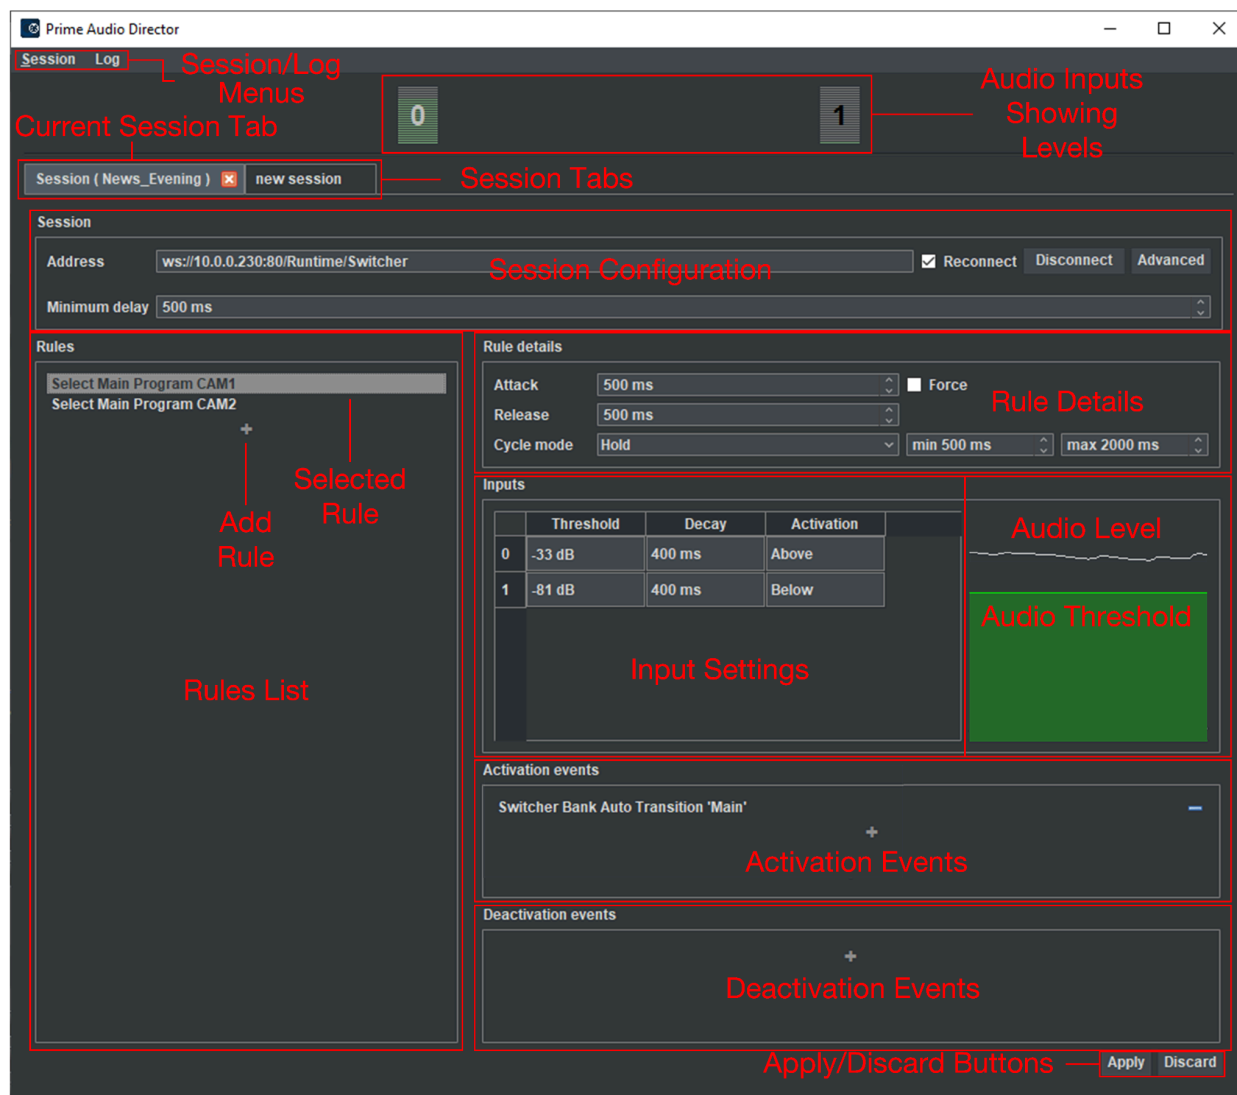 Prime Audio Director
Session Log
Session/Log
Menus
0
1
Audio Inputs
Showing
Levels
Current Session Tab
Session ( News_Evening )
new session
Session Tabs
Session
Address ws://10.0.0.230:80/Runtime/Switcher Reconnect Disconnect Advanced
Session Configuration
Minimum delay 500 ms
Rules
Select Main Program CAM1
Select Main Program CAM2
Selected
Rule
Add
Rule
Rules List
Rule details
Attack 500 ms Force
Release 500 ms
Rule Details
Cycle mode Hold min 500 ms max 2000 ms
Inputs
Threshold Decay Activation
0 -33 dB 400 ms Above
1 -81 dB 400 ms Below
Input Settings
Audio Level
Audio Threshold
Activation events
Switcher Bank Auto Transition 'Main'
Activation Events
Deactivation events
Deactivation Events
Apply/Discard Buttons
Apply Discard